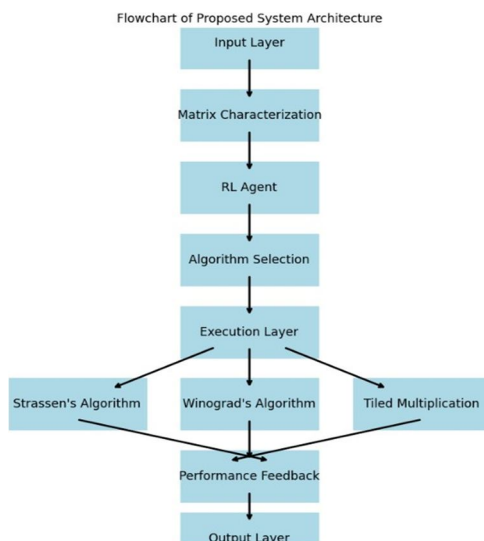 Flowchart of Proposed System Architecture
Input Layer
Matrix Characterization
RL Agent
Algorithm Selection
Execution Layer
Strassen's Algorithm
Winograd's Algorithm
Tiled Multiplication
Performance Feedback
Output Layer